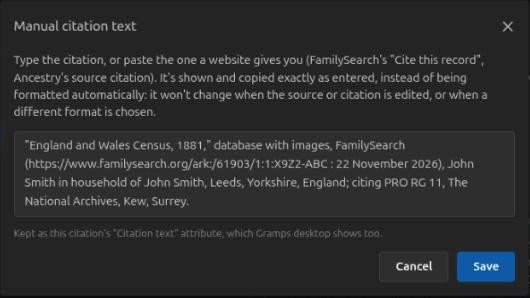 Manual citation text
Type the citation, or paste the one a website gives you (FamilySearch's "Cite this record",
Ancestry's source citation). It's shown and copied exactly as entered, instead of being
formatted automatically: it won't change when the source or citation is edited, or when a
different format is chosen.
"England and Wales Census, 1881," database with images, FamilySearch
(https://www.familysearch.org/ark:/61903/1:1:X9Z2-ABC : 22 November 2026), John
Smith in household of John Smith, Leeds, Yorkshire, England; citing PRO RG 11, The
National Archives, Kew, Surrey.
Kept as this citation's "Citation text" attribute, which Gramps desktop shows too.
Cancel Save